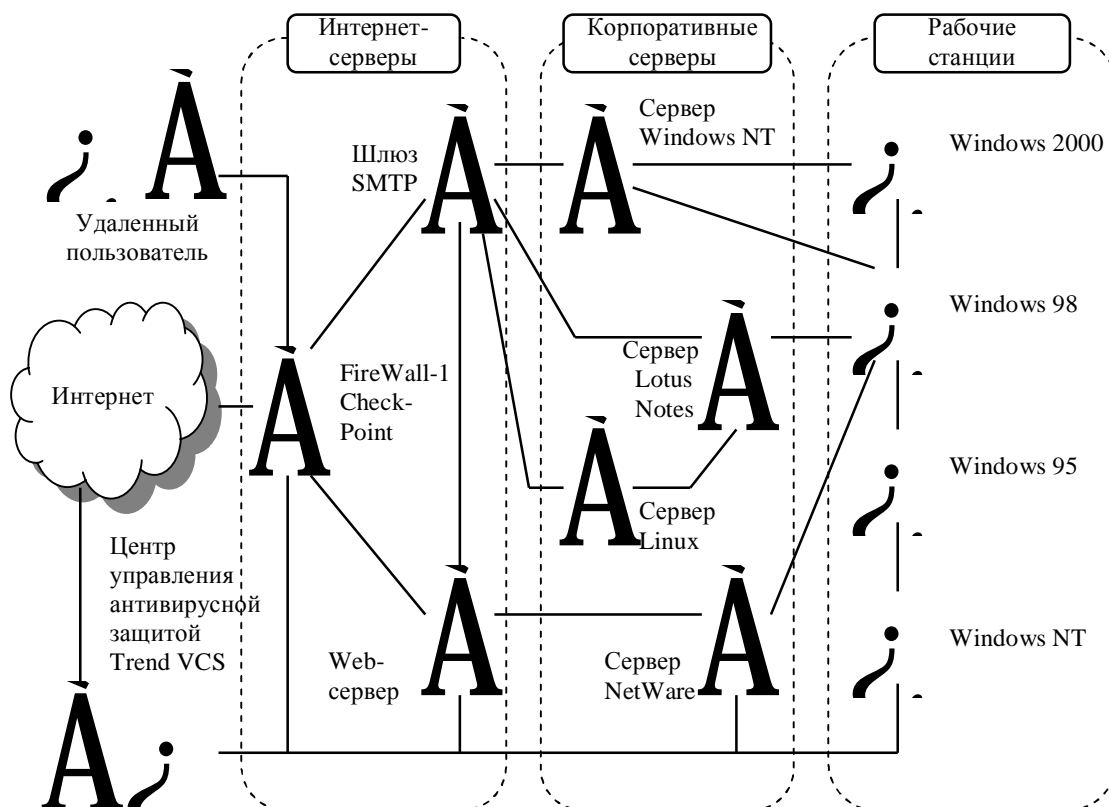 Интернет-
серверы
Корпоративные
серверы
Рабочие
станции
Сервер
Windows NT
Windows 2000
Шлюз
SMTP
À
À
À
¿
¿
Удаленный
пользователь
Windows 98
À
¿
À
Сервер
Lotus
Notes
FireWall-1
Check-
Point
Интернет
Windows 95
À
¿
Сервер
Linux
Центр
управления
антивирусной
защитой
Trend VCS
À
À
Windows NT
¿
Web-
сервер
Сервер
NetWare
À
¿